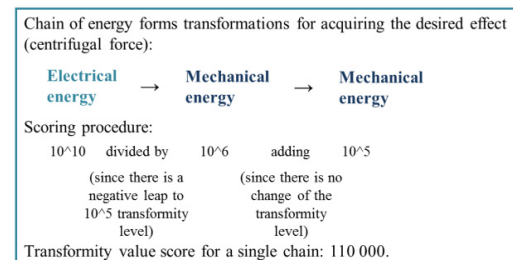 Chain of energy forms transformations for acquiring the desired effect
(centrifugal force):
Electrical → Mechanical → Mechanical
energy energy energy
Scoring procedure:
10^10 divided by 10^6 adding 10^5
(since there is a (since there is no
negative leap to change of the
10^5 transformity transformity
level) level)
Transformity value score for a single chain: 110 000.